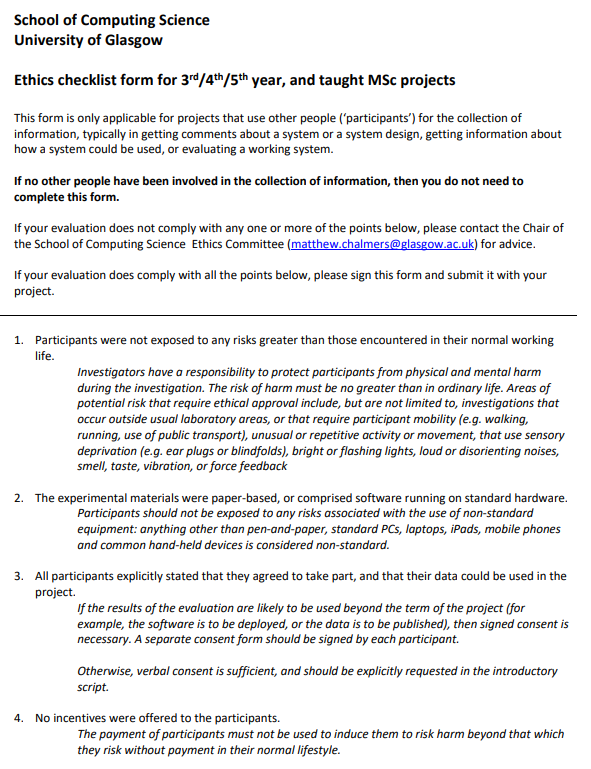 School of Computing Science
University of Glasgow
Ethics checklist form for 3rd/4th/5th year, and taught MSc projects
This form is only applicable for projects that use other people (‘participants’) for the collection of
information, typically in getting comments about a system or a system design, getting information about
how a system could be used, or evaluating a working system.
If no other people have been involved in the collection of information, then you do not need to
complete this form.
If your evaluation does not comply with any one or more of the points below, please contact the Chair of
the School of Computing Science Ethics Committee (matthew.chalmers@glasgow.ac.uk) for advice.
If your evaluation does comply with all the points below, please sign this form and submit it with your
project.
1. Participants were not exposed to any risks greater than those encountered in their normal working
life.
Investigators have a responsibility to protect participants from physical and mental harm
during the investigation. The risk of harm must be no greater than in ordinary life. Areas of
potential risk that require ethical approval include, but are not limited to, investigations that
occur outside usual laboratory areas, or that require participant mobility (e.g. walking,
running, use of public transport), unusual or repetitive activity or movement, that use sensory
deprivation (e.g. ear plugs or blindfolds), bright or flashing lights, loud or disorienting noises,
smell, taste, vibration, or force feedback
2. The experimental materials were paper-based, or comprised software running on standard hardware.
Participants should not be exposed to any risks associated with the use of non-standard
equipment: anything other than pen-and-paper, standard PCs, laptops, iPads, mobile phones
and common hand-held devices is considered non-standard.
3. All participants explicitly stated that they agreed to take part, and that their data could be used in the
project.
If the results of the evaluation are likely to be used beyond the term of the project (for
example, the software is to be deployed, or the data is to be published), then signed consent is
necessary. A separate consent form should be signed by each participant.
Otherwise, verbal consent is sufficient, and should be explicitly requested in the introductory
script.
4. No incentives were offered to the participants.
The payment of participants must not be used to induce them to risk harm beyond that which
they risk without payment in their normal lifestyle.